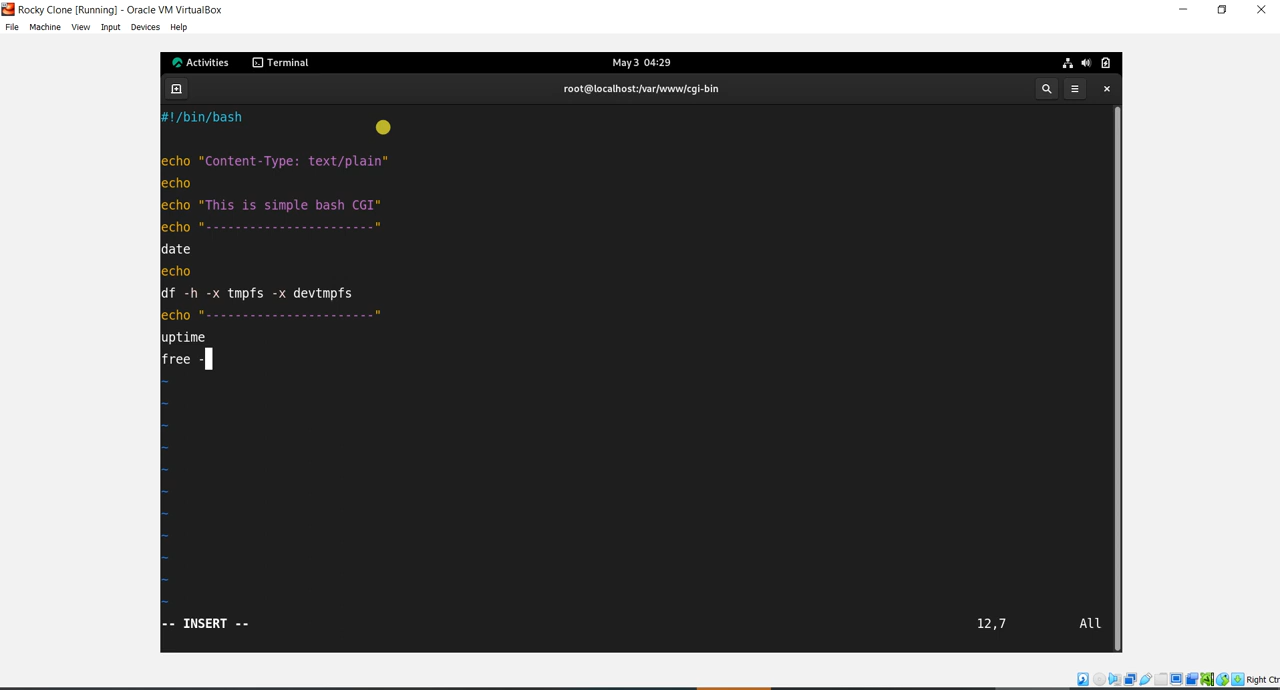 Rocky Clone [Running] - Oracle VM VirtualBox
File Machine View Input Devices Help
Activities Terminal May 3 04:29
root@localhost:/var/www/cgi-bin
#!/bin/bash
echo "Content-Type: text/plain"
echo
echo "This is simple bash CGI"
echo "-----------------------"
date
echo
df -h -x tmpfs -x devtmpfs
echo "-----------------------"
uptime
free -
~
~
~
~
~
~
~
~
~
~
~
-- INSERT -- 12,7 All
Right Ctr